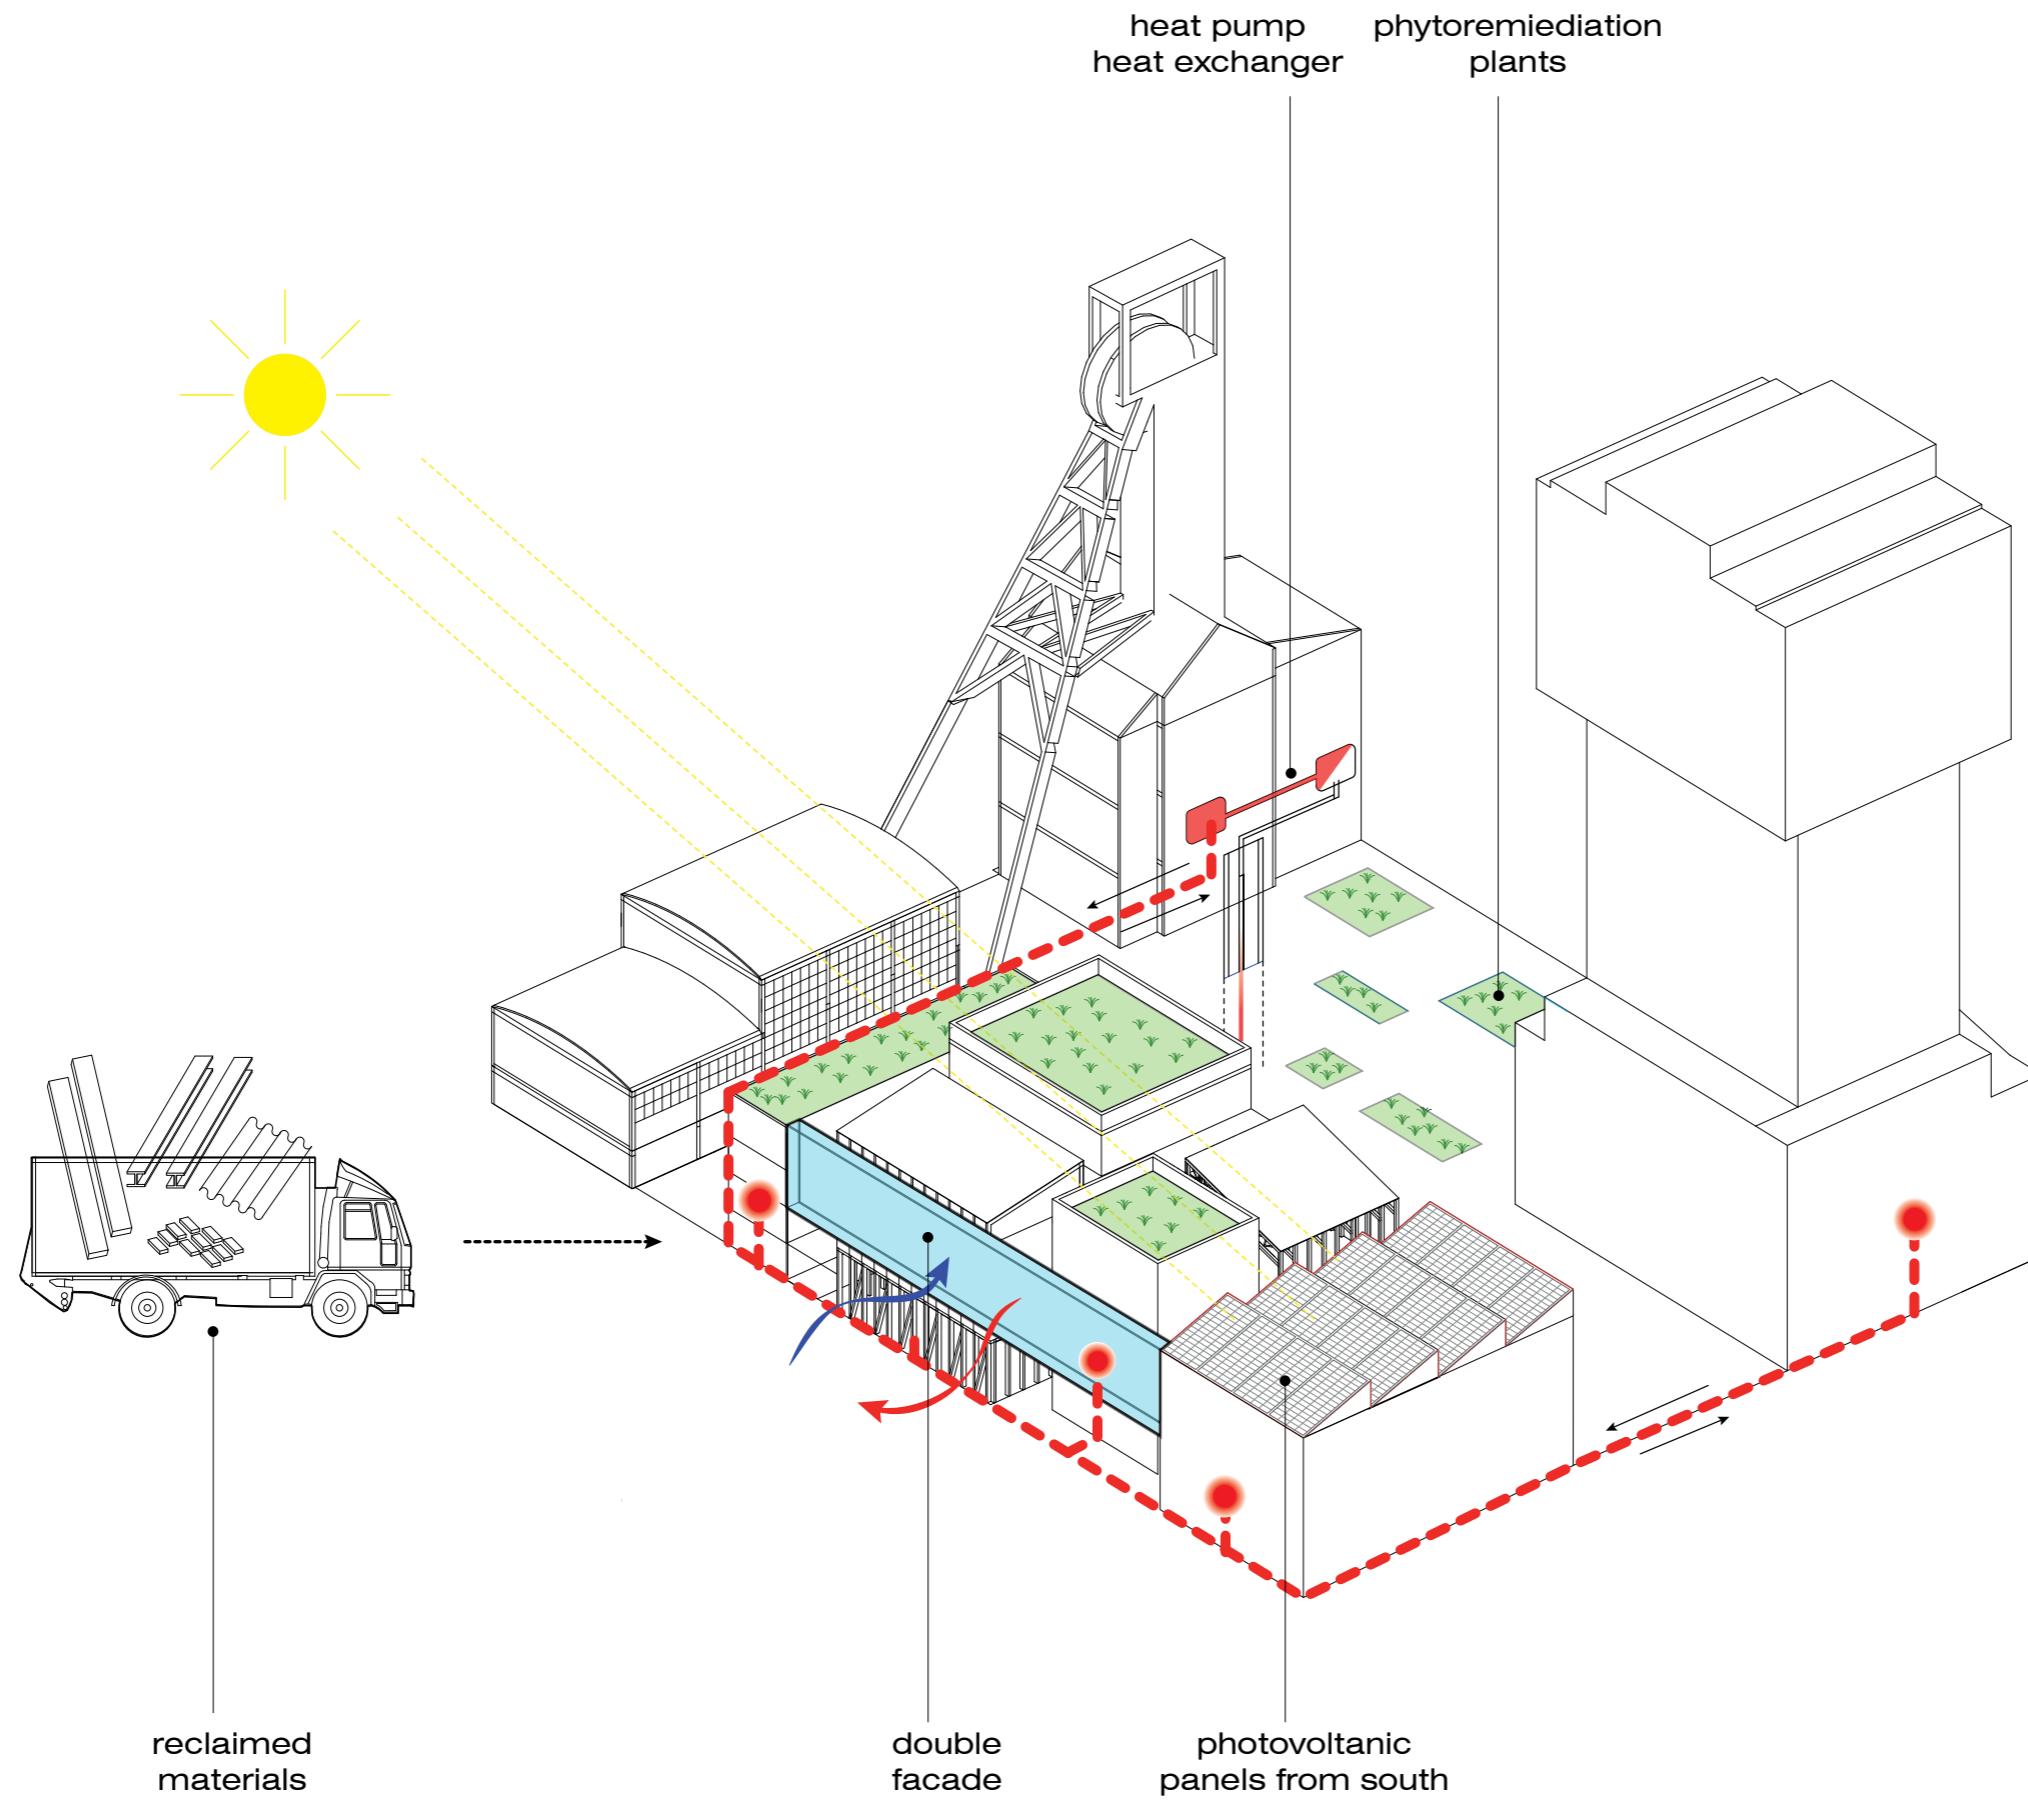 heat pump
heat exchanger
phytoremiediation
plants
reclaimed
materials
double
facade
photovoltanic
panels from south